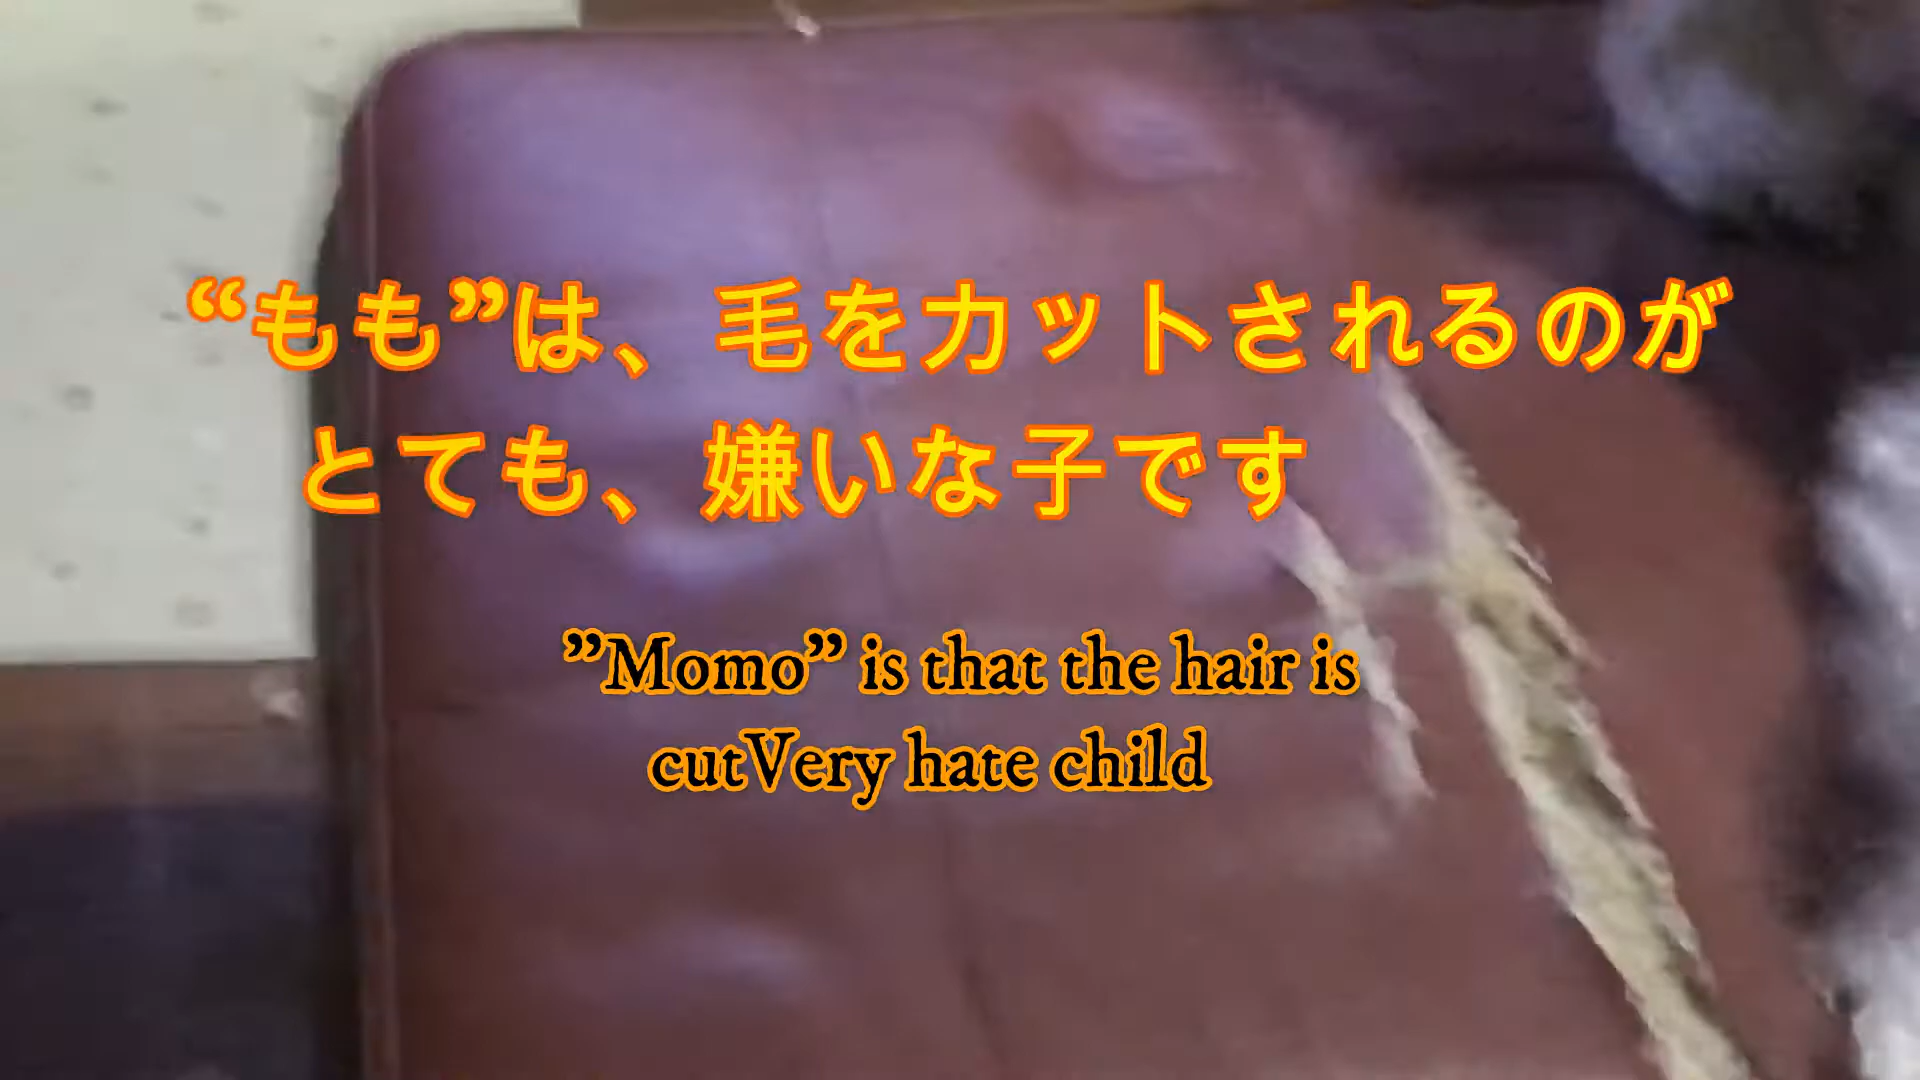 “もも”は、毛をカットされるのが
とても、嫌いな子です
”Momo” is that the hair is
cutVery hate child